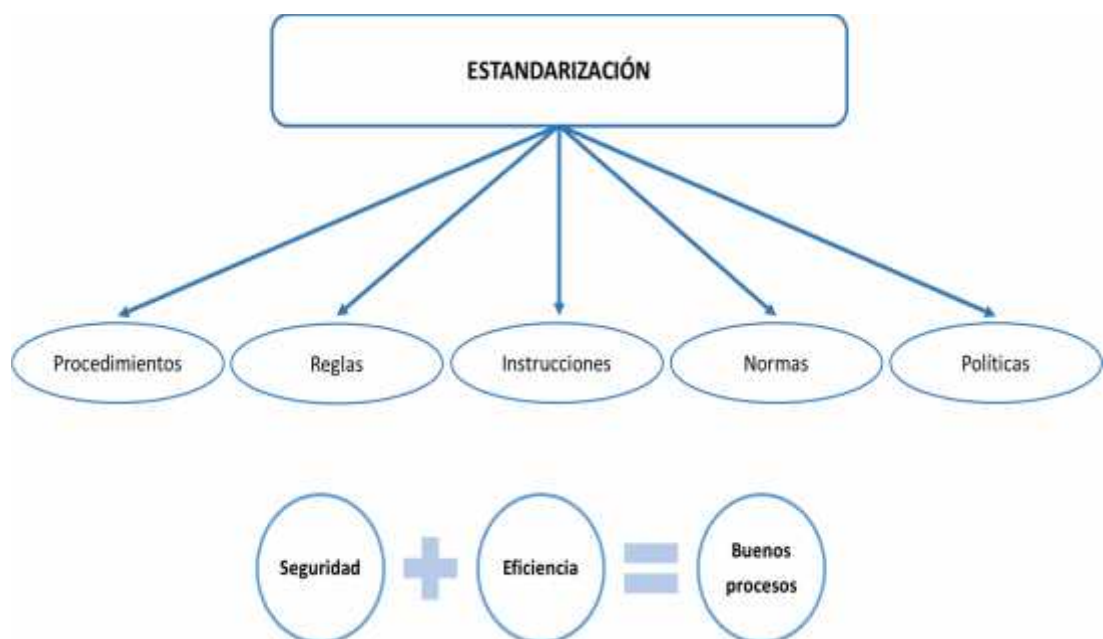 ESTANDARIZACIÓN
Procedimientos
Reglas
Instrucciones
Normas
Políticas
Seguridad
Eficiencia
Buenos
procesos